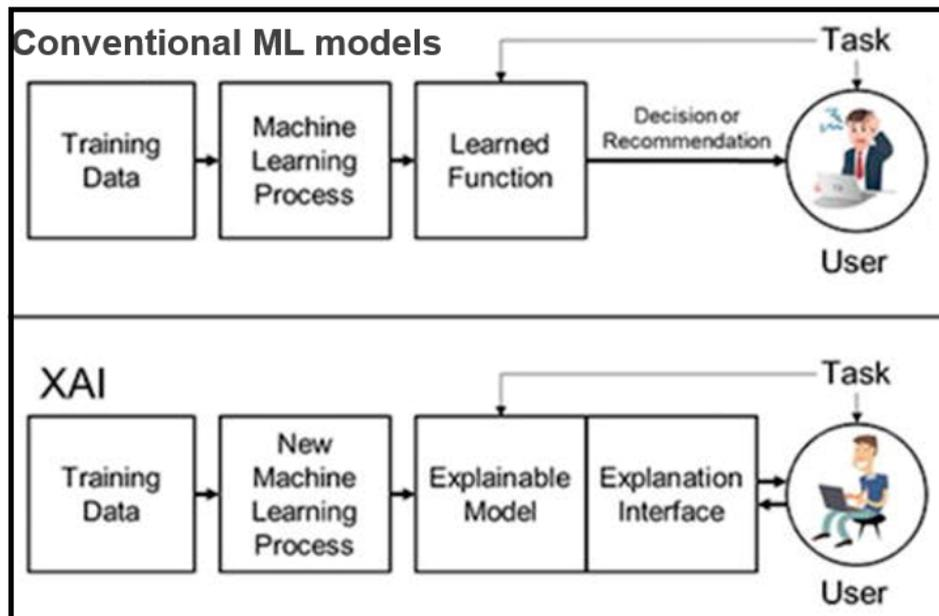 Conventional ML models
Task
Training
Data
Machine
Learning
Process
Learned
Function
Decision or
Recommendation
User
XAI
Task
Training
Data
New
Machine
Learning
Process
Explainable
Model
Explanation
Interface
User